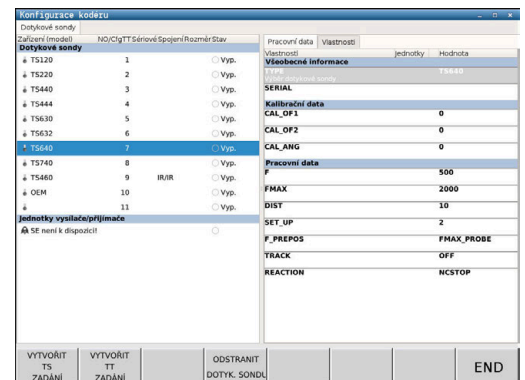 Konfigurace koderu
Dotykové sondy
Zařízení (model) NO/CfgTT Sériové Spojení Rozměr Stav
Dotykové sondy
TS120 1 Vyp.
TS220 2 Vyp.
TS440 3 Vyp.
TS444 4 Vyp.
TS630 5 Vyp.
TS632 6 Vyp.
TS640 7 Vyp.
TS740 8 Vyp.
TS460 9 IR/IR Vyp.
OEM 10 Vyp.
11 Vyp.
Jednotky vysílače/přijímače
SE není k dispozici!
Pracovní data Vlastnosti
Vlastnosti Jednotky Hodnota
Všeobecné informace
TYPE TS640
Výběr dotykové sondy
SERIAL
Kalibrační data
CAL_OF1 0
CAL_OF2 0
CAL_ANG 0
Pracovní data
F 500
FMAX 2000
DIST 10
SET_UP 2
F_PREPOS FMAX_PROBE
TRACK OFF
REACTION NCSTOP
VYTVOŘIT
TS
ZADÁNÍ
VYTVOŘIT
TT
ZADÁNÍ
ODSTRANIT
DOTYK. SONDU
END